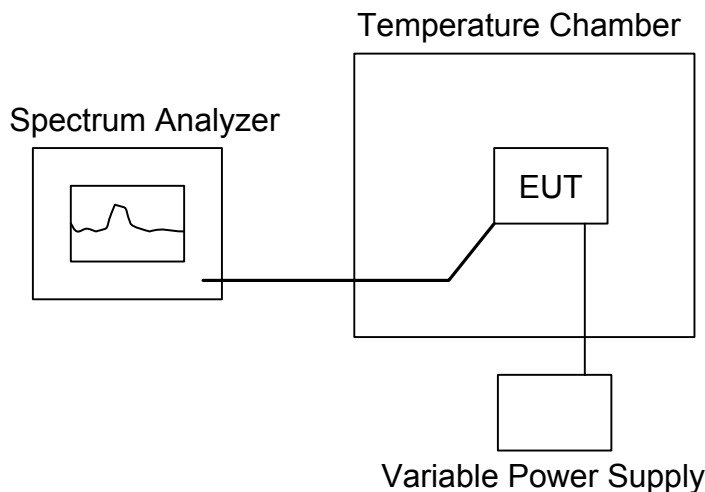 Temperature Chamber
Spectrum Analyzer
EUT
Variable Power Supply